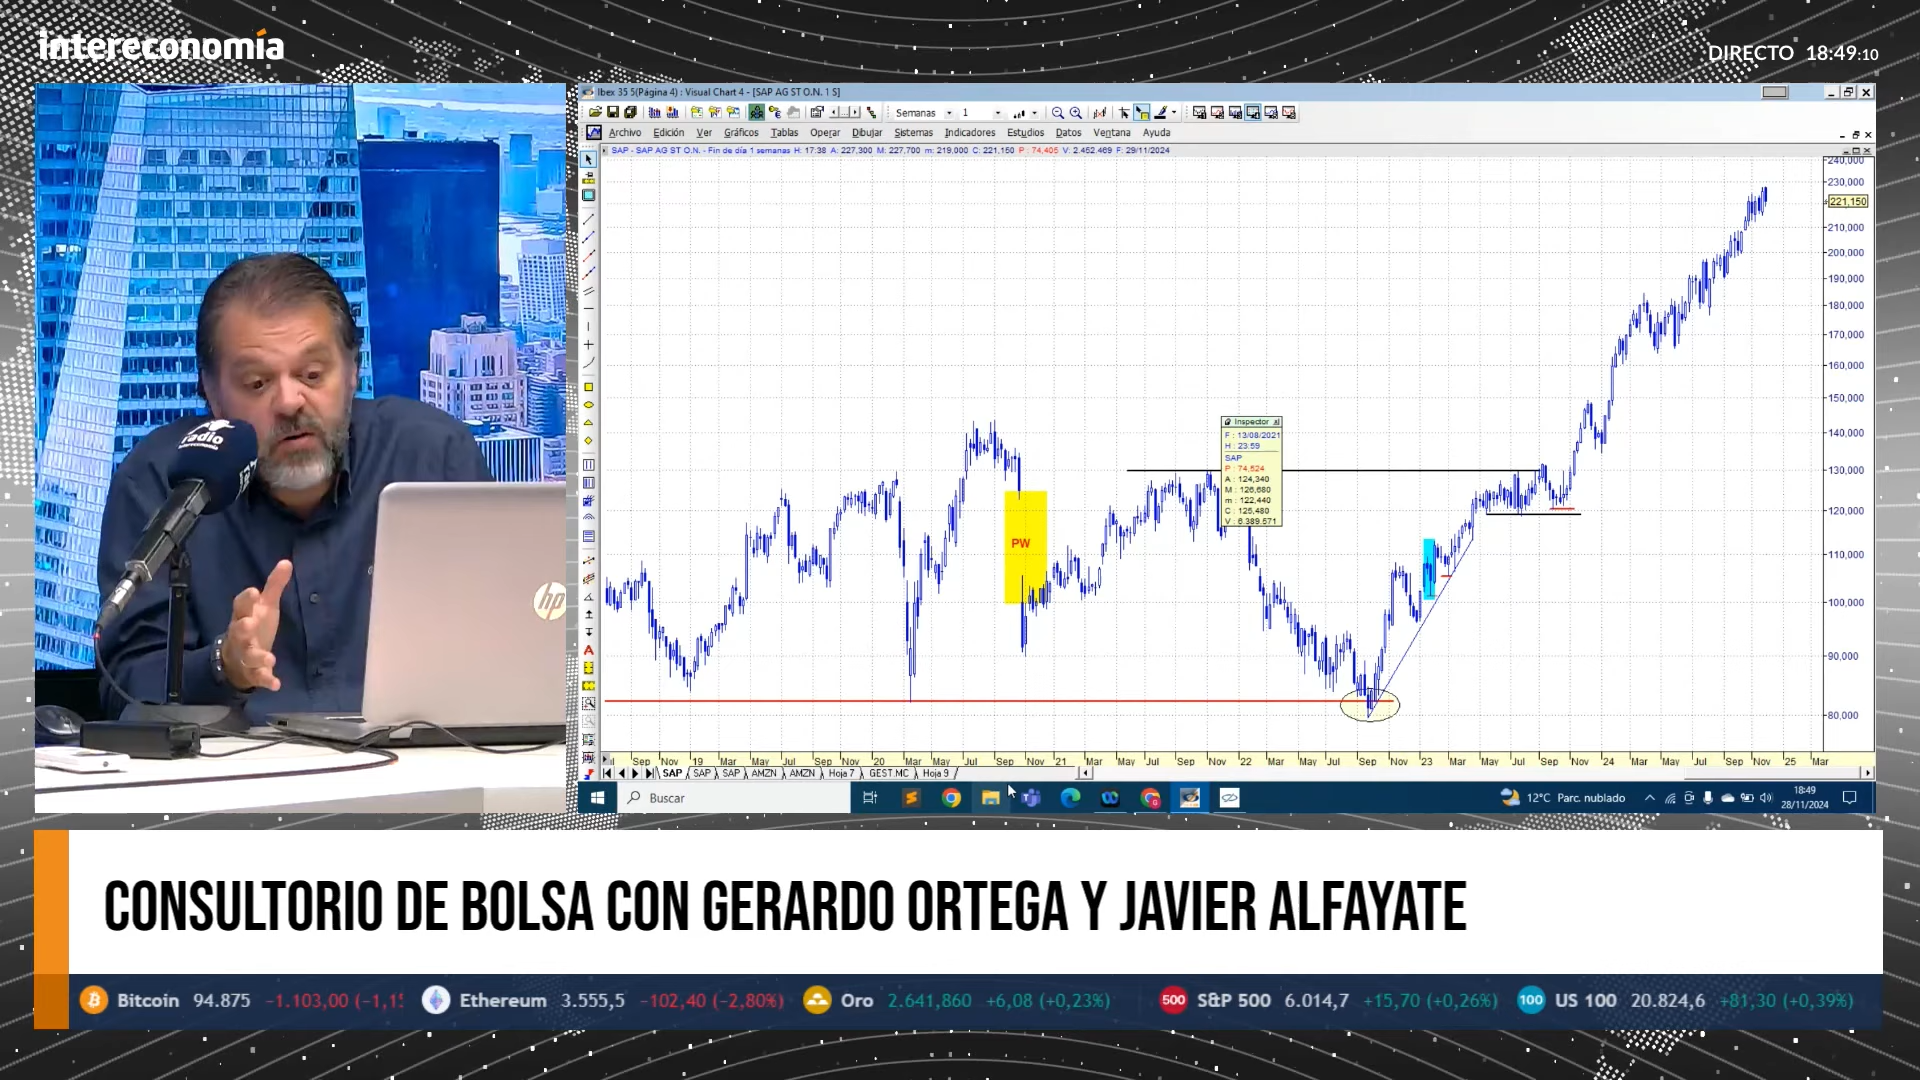 intereconomía
DIRECTO 18:49:10
Ibex 35 5(Página 4) : Visual Chart 4 - [SAP AG ST O.N. 1 S]
Semanas 1
Archivo Edición Ver Gráficos Tablas Operar Dibujar Sistemas Indicadores Estudios Datos Ventana Ayuda
SAP - SAP AG ST O.N. - Fin de día 1 semanas H: 17:38 A: 227,300 M: 227,700 m: 219,000 C: 221,150 P : 74,405 V: 2.452.469 F: 29/11/2024
240,000
230,000
221,150
210,000
200,000
190,000
180,000
170,000
160,000
150,000
140,000
130,000
120,000
110,000
100,000
90,000
80,000
Inspector
F : 13/08/2021
H : 23:59
SAP
P : 74,524
A : 124,340
M : 126,680
m : 122,440
C : 125,480
V : 6.389.571
PW
A
Sep Nov 19 Mar May Jul Sep Nov 20 Mar May Jul Sep Nov 21 Mar May Jul Sep Nov 22 Mar May Jul Sep Nov 23 Mar May Jul Sep Nov 24 Mar May Jul Sep Nov 25 Mar
SAP SAP SAP AMZN AMZN Hoja 7 GEST.MC Hoja 9
Buscar
12°C Parc. nublado
18:49
28/11/2024
radio
intereconomía
hp
CONSULTORIO DE BOLSA CON GERARDO ORTEGA Y JAVIER ALFAYATE
Bitcoin 94.875 -1.103,00 (-1,15
Ethereum 3.555,5 -102,40 (-2,80%)
Oro 2.641,860 +6,08 (+0,23%)
500 S&P 500 6.014,7 +15,70 (+0,26%)
100 US 100 20.824,6 +81,30 (+0,39%)